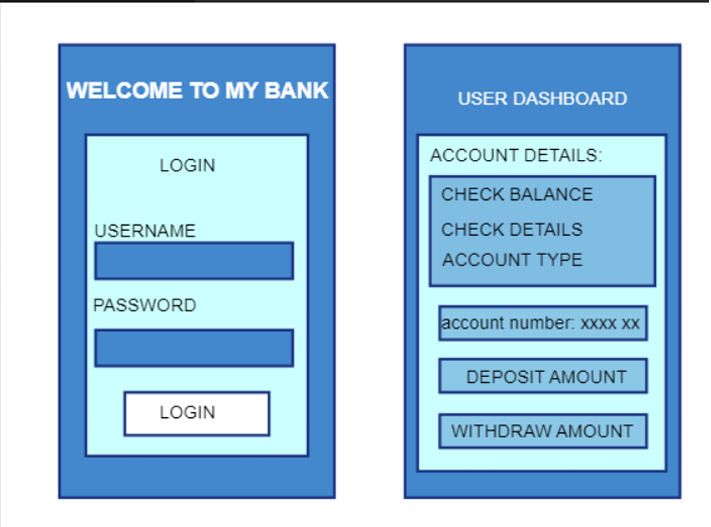 WELCOME TO MY BANK
LOGIN
USERNAME
PASSWORD
LOGIN
USER DASHBOARD
ACCOUNT DETAILS:
CHECK BALANCE
CHECK DETAILS
ACCOUNT TYPE
account number: xxxx xx
DEPOSIT AMOUNT
WITHDRAW AMOUNT